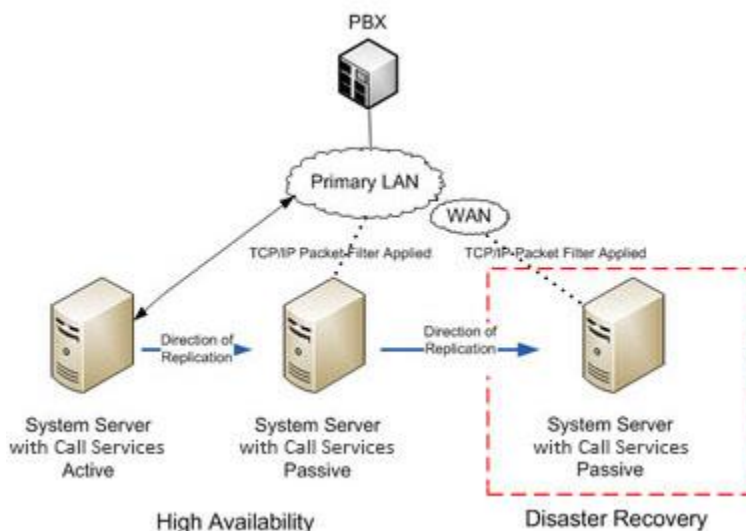 PBX
Primary LAN
WAN
TCP/IP Packet Filter Applied
TCP/IP Packet Filter Applied
Direction of
Replication
Direction of
Replication
System Server
with Call Services
Active
System Server
with Call Services
Passive
System Server
with Call Services
Passive
High Availability
Disaster Recovery